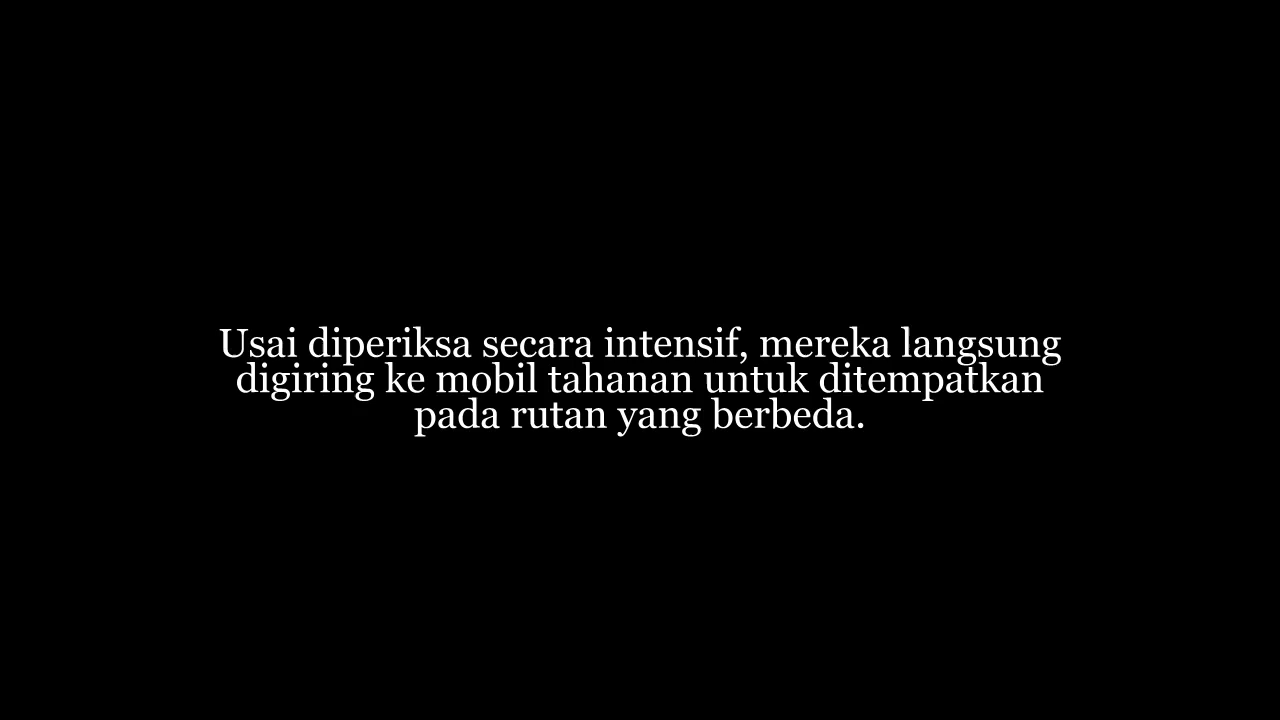 Usai diperiksa secara intensif, mereka langsung
digiring ke mobil tahanan untuk ditempatkan
pada rutan yang berbeda.